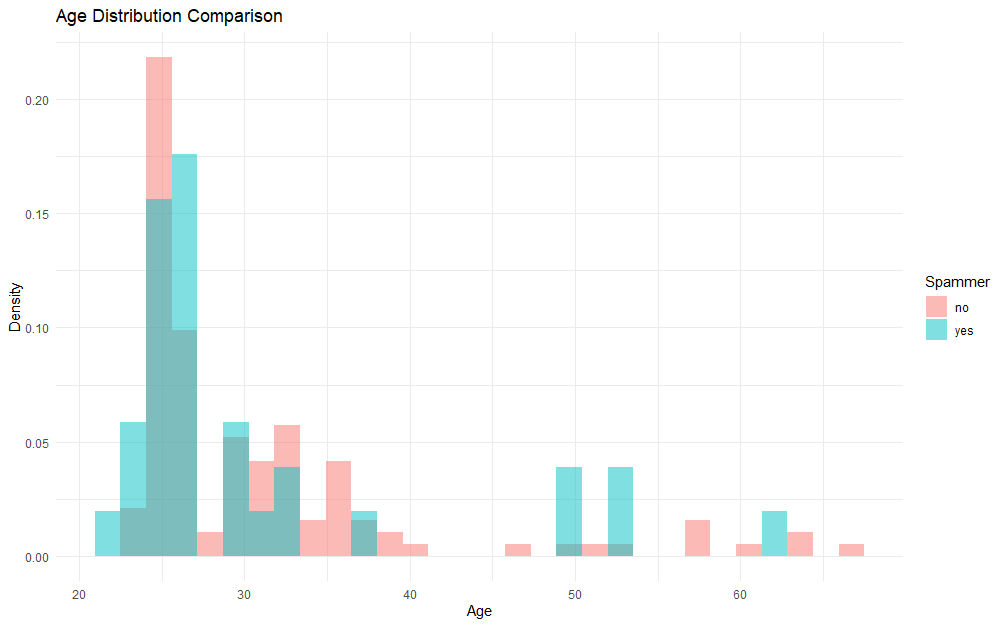 Age Distribution Comparison
0.20
0.15
0.10
0.05
0.00
Density
20 30 40 50 60
Age
Spammer
no
yes